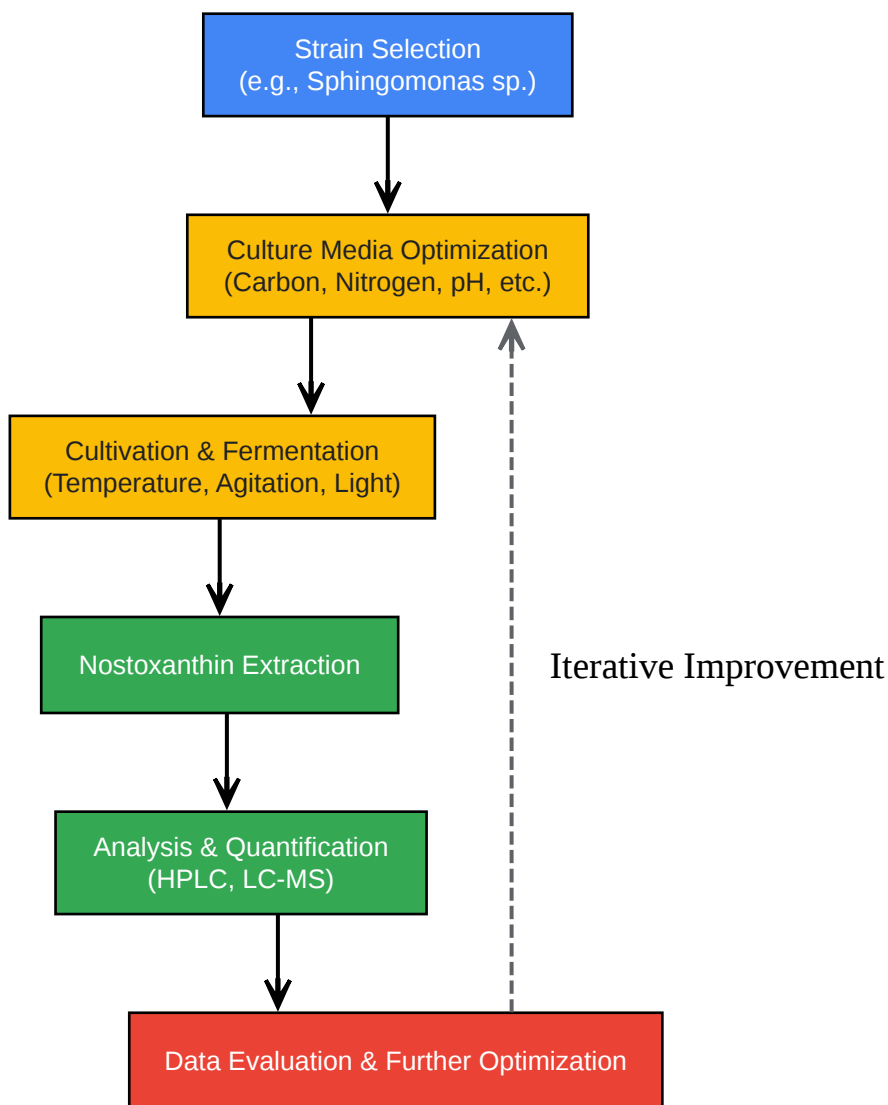 Strain Selection
(e.g., Sphingomonas sp.)
Culture Media Optimization
(Carbon, Nitrogen, pH, etc.)
Cultivation & Fermentation
(Temperature, Agitation, Light)
Nostoxanthin Extraction
Iterative Improvement
Analysis & Quantification
(HPLC, LC-MS)
Data Evaluation & Further Optimization